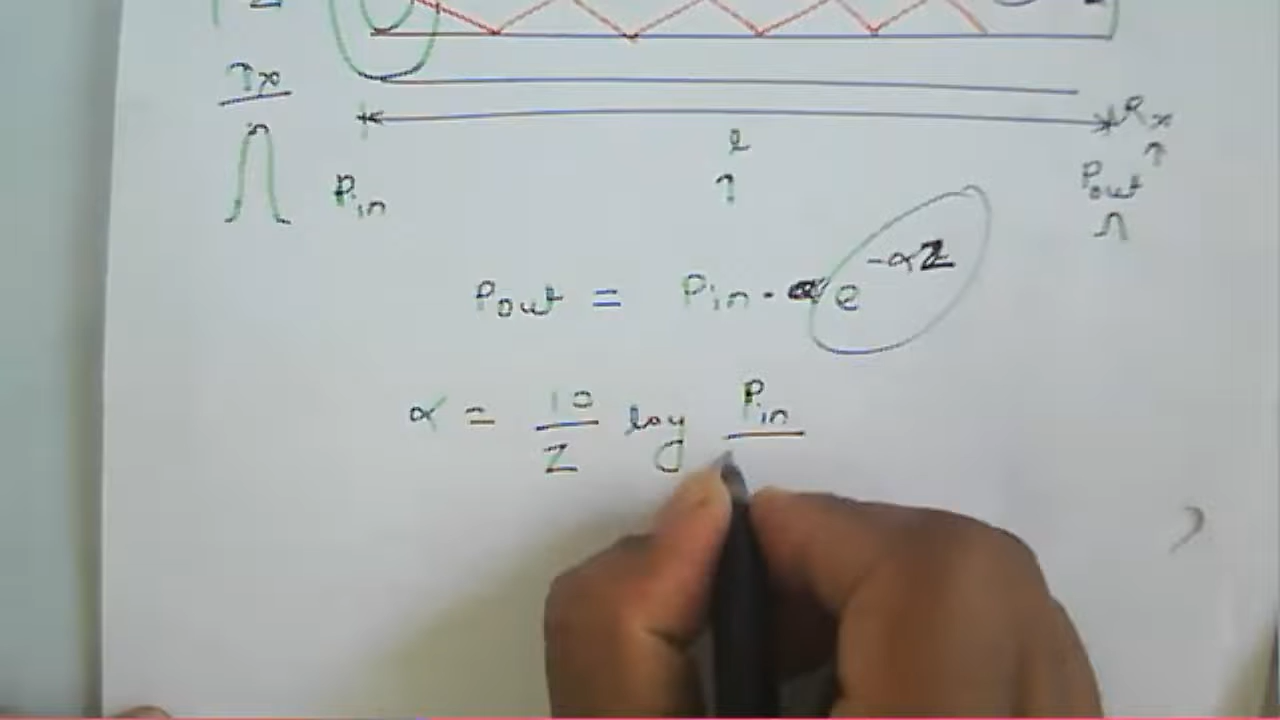 Tx
Rx
l
Pin
Pout
Pout = Pin . e^-αz
α = 10/z log Pin